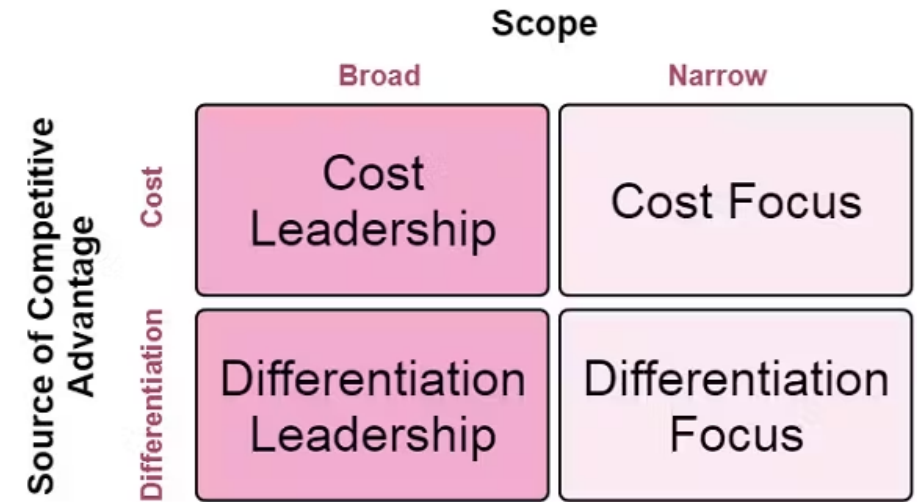 Scope
Broad
Narrow
Source of Competitive
Advantage
Cost
Cost
Leadership
Cost Focus
Differentiation
Differentiation
Leadership
Differentiation
Focus